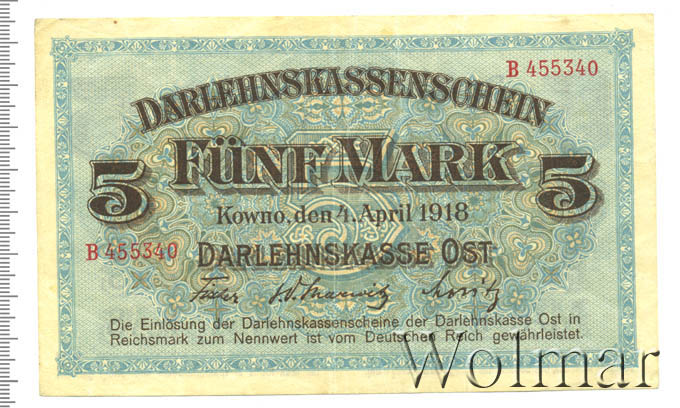 B 455340
DARLEHNSKASSENSCHEIN
5 FÜNF MARK 5
Kowno, den 4. April 1918
B 455340
DARLEHNSKASSE OST
Die Einlösung der Darlehnskassenscheine der Darlehnskasse Ost in
Reichsmark zum Nennwert ist vom Deutschen Reich gewährleistet.
Wolmar